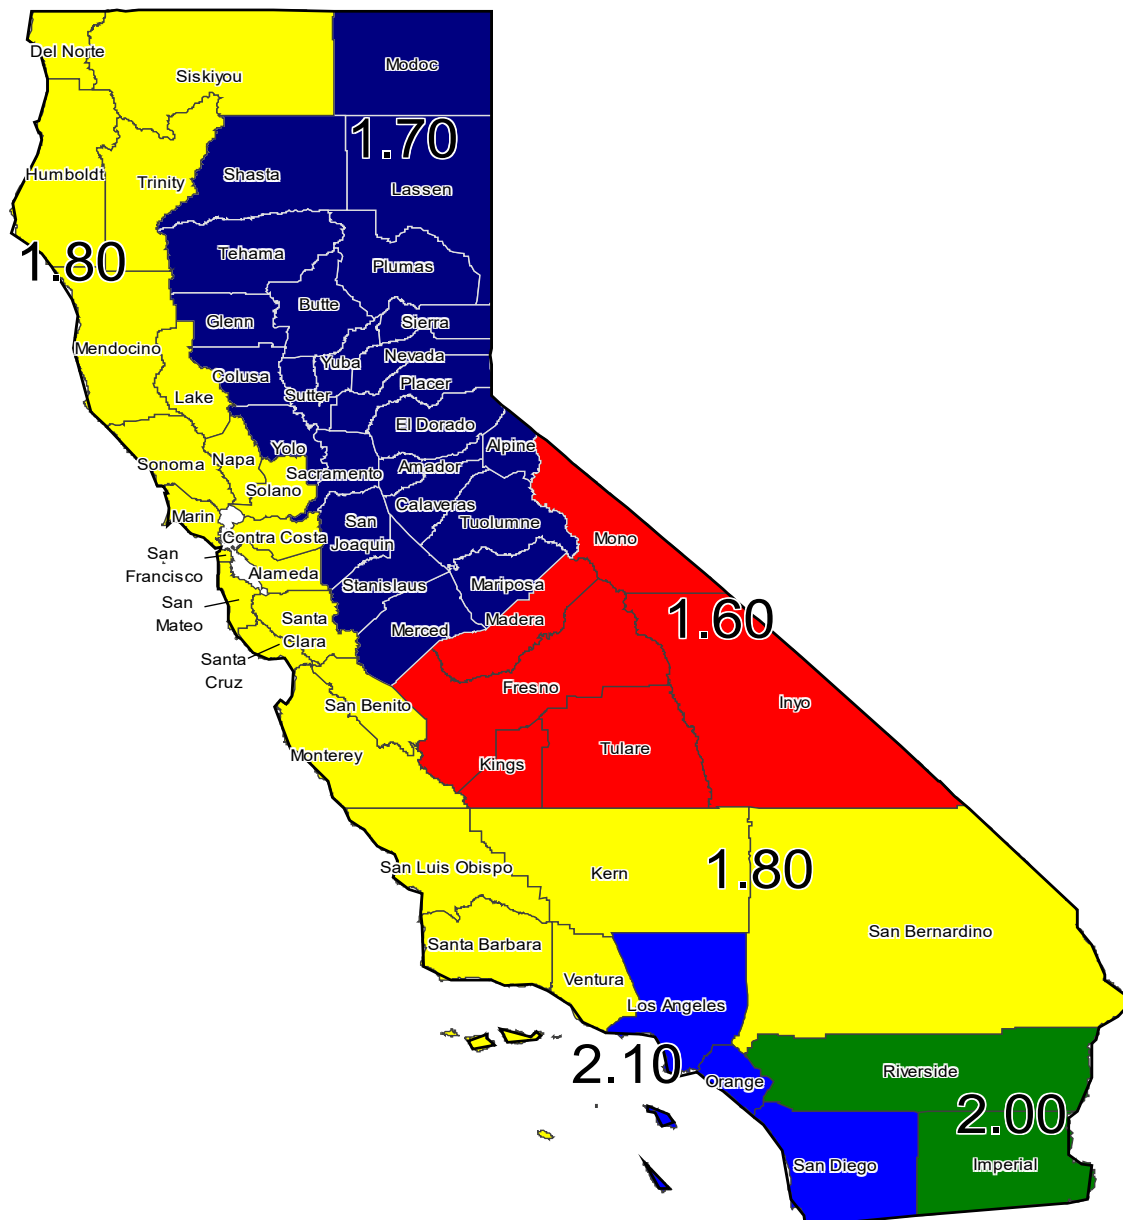 Del Norte
Siskiyou
Modoc
1.70
Humboldt
Trinity
Shasta
Lassen
1.80
Tehama
Plumas
Butte
Glenn
Sierra
Mendocino
Yuba
Nevada
Colusa
Placer
Lake
Sutter
El Dorado
Alpine
Yolo
Napa
Sonoma
Amador
Sacramento
Solano
Calaveras
Marin
San
Joaquin
Tuolumne
Contra Costa
Mono
San
Francisco
Alameda
Stanislaus
Mariposa
San
Mateo
Santa
Clara
Merced
Madera
1.60
Santa
Cruz
Fresno
San Benito
Inyo
Monterey
Kings
Tulare
San Luis Obispo
Kern
1.80
San Bernardino
Santa Barbara
Ventura
Los Angeles
2.10
Orange
Riverside
2.00
San Diego
Imperial